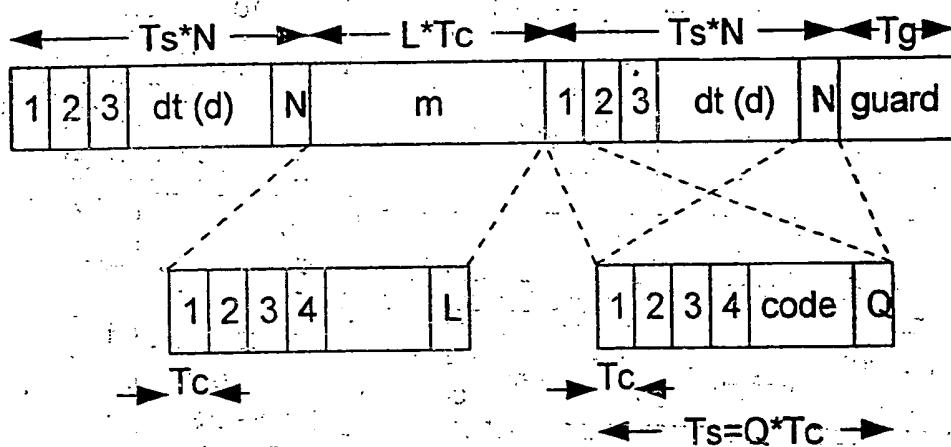 Ts*N L*Tc Ts*N Tg
1 2 3 dt (d) N m 1 2 3 dt (d) N guard
1 2 3 4 L 1 2 3 4 code Q
Tc Tc
Ts=Q*Tc